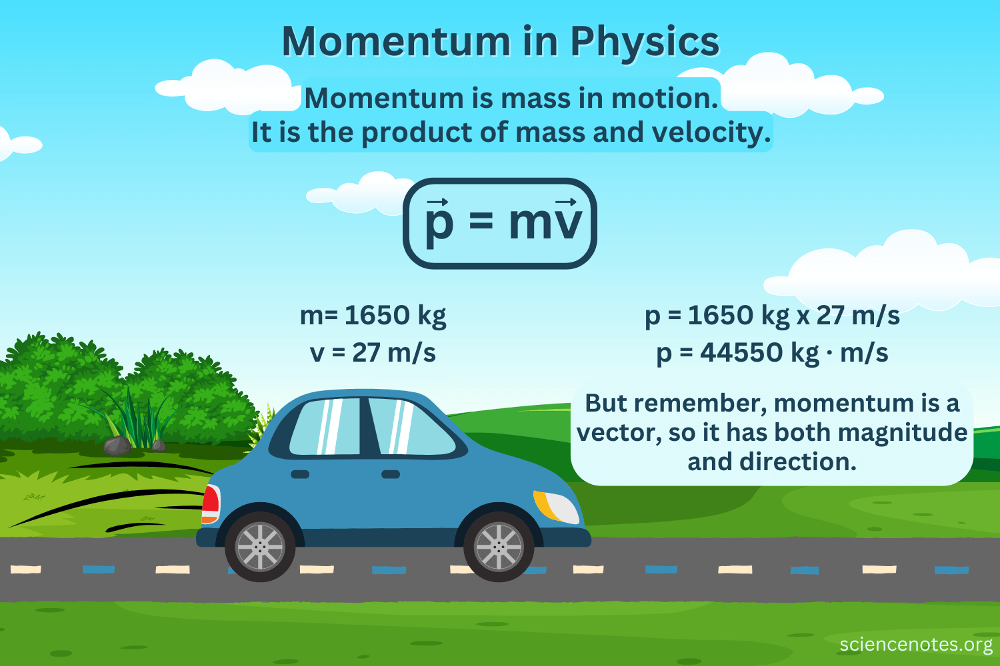 Momentum in Physics
Momentum is mass in motion.
It is the product of mass and velocity.
p⃗ = mv⃗
m= 1650 kg
v = 27 m/s
p = 1650 kg x 27 m/s
p = 44550 kg · m/s
But remember, momentum is a
vector, so it has both magnitude
and direction.
sciencenotes.org